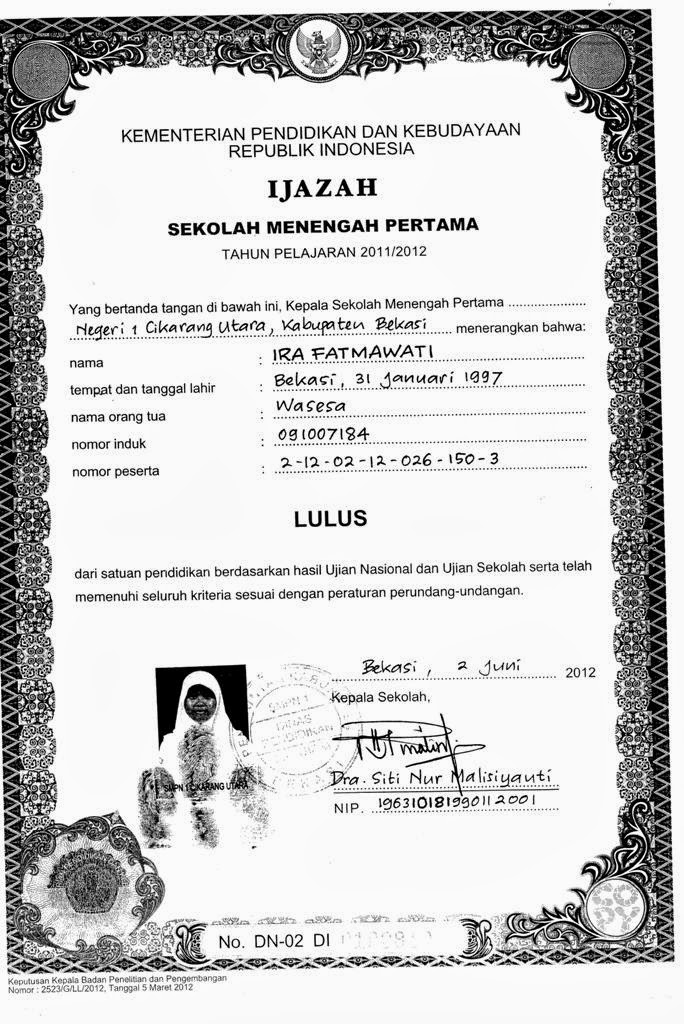 KEMENTERIAN PENDIDIKAN DAN KEBUDAYAAN
REPUBLIK INDONESIA
IJAZAH
SEKOLAH MENENGAH PERTAMA
TAHUN PELAJARAN 2011/2012
Yang bertanda tangan di bawah ini, Kepala Sekolah Menengah Pertama
Negeri 1 Cikarang Utara, Kabupaten Bekasi menerangkan bahwa:
nama : IRA FATMAWATI
tempat dan tanggal lahir : Bekasi, 31 Januari 1997
nama orang tua : Wasesa
nomor induk : 091007184
nomor peserta : 2-12-02-12-026-150-3
LULUS
dari satuan pendidikan berdasarkan hasil Ujian Nasional dan Ujian Sekolah serta telah
memenuhi seluruh kriteria sesuai dengan peraturan perundang-undangan.
Bekasi, 2 Juni 2012
Kepala Sekolah,
SMPN 1 CIKARANG UTARA
Dra. Siti Nur Malisiyauti
NIP. 196310181990112001
No. DN-02 DI
Keputusan Kepala Badan Penelitian dan Pengembangan
Nomor : 2523/G/LL/2012, Tanggal 5 Maret 2012